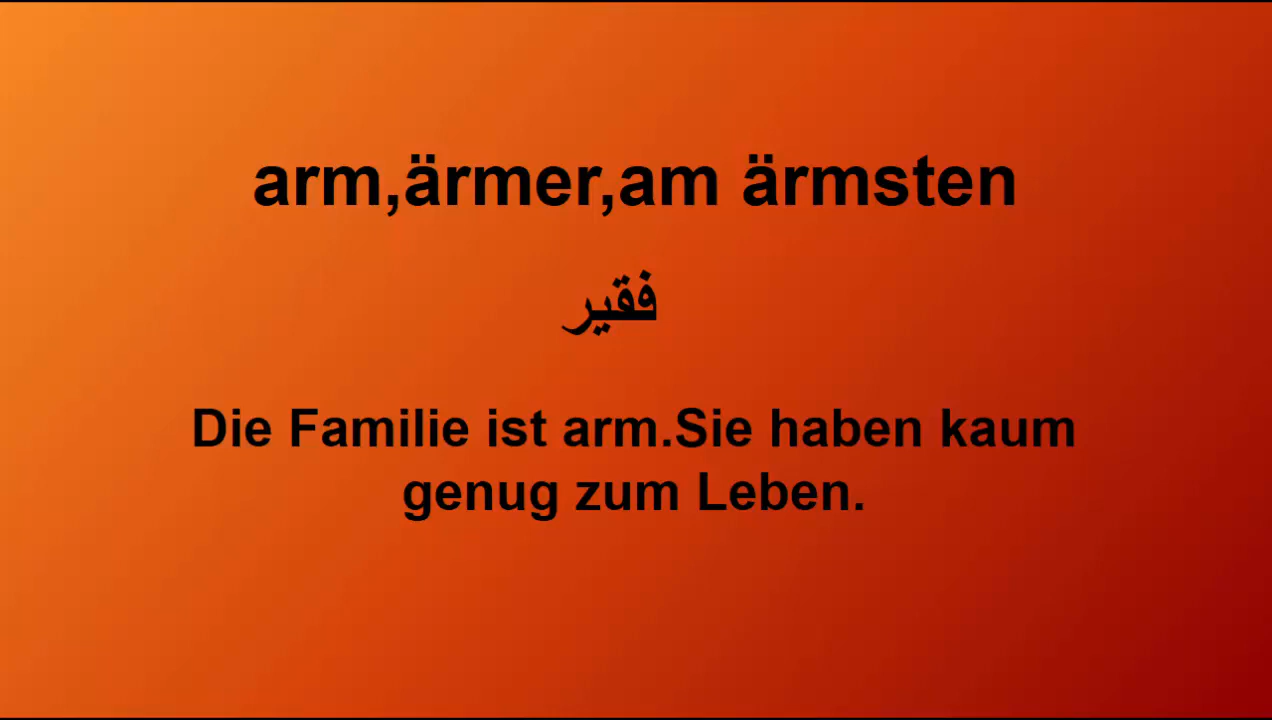 arm,ärmer,am ärmsten
فقير
Die Familie ist arm.Sie haben kaum
genug zum Leben.